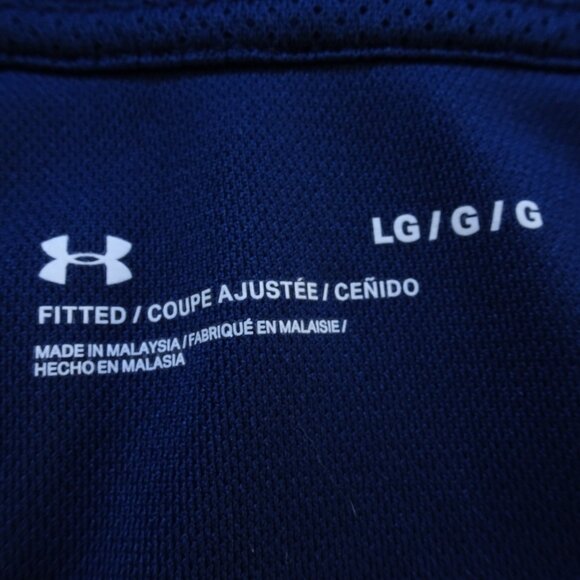 LG / G / G
FITTED / COUPE AJUSTÉE / CEÑIDO
MADE IN MALAYSIA / FABRIQUÉ EN MALAISIE /
HECHO EN MALASIA